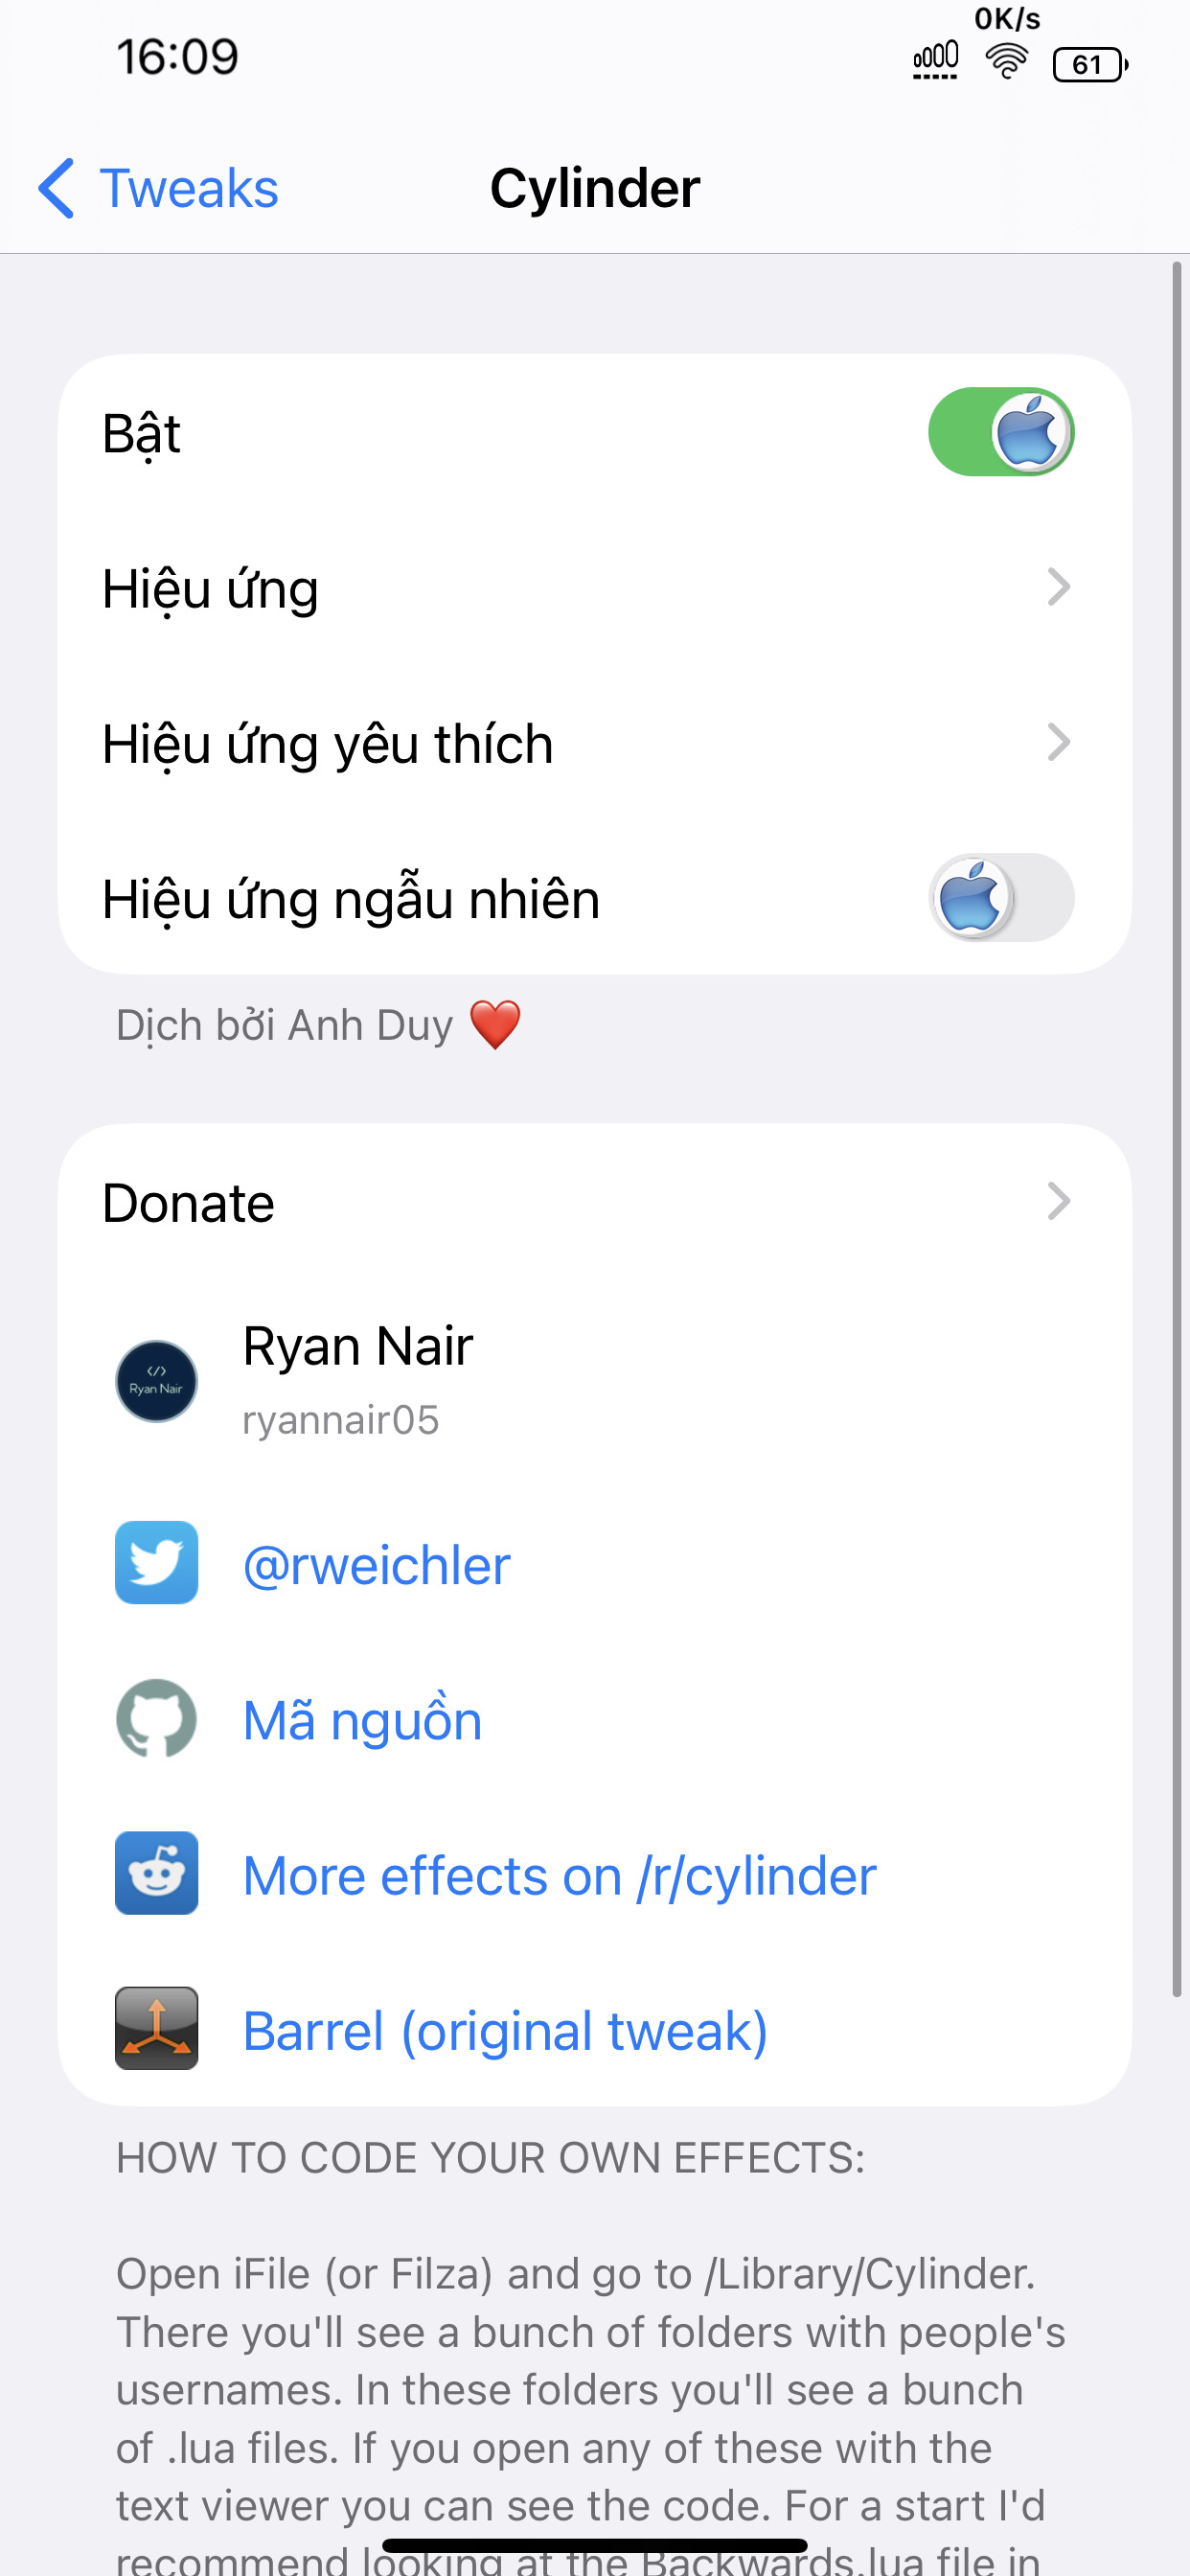 0K/s
16:09
61
Tweaks
Cylinder
Bật
Hiệu ứng
Hiệu ứng yêu thích
Hiệu ứng ngẫu nhiên
Dịch bởi Anh Duy ❤️
Donate
</>
Ryan Nair
Ryan Nair
ryannair05
@rweichler
Mã nguồn
More effects on /r/cylinder
Barrel (original tweak)
HOW TO CODE YOUR OWN EFFECTS:
Open iFile (or Filza) and go to /Library/Cylinder.
There you'll see a bunch of folders with people's
usernames. In these folders you'll see a bunch
of .lua files. If you open any of these with the
text viewer you can see the code. For a start I'd
recommend looking at the Backwards.lua file in